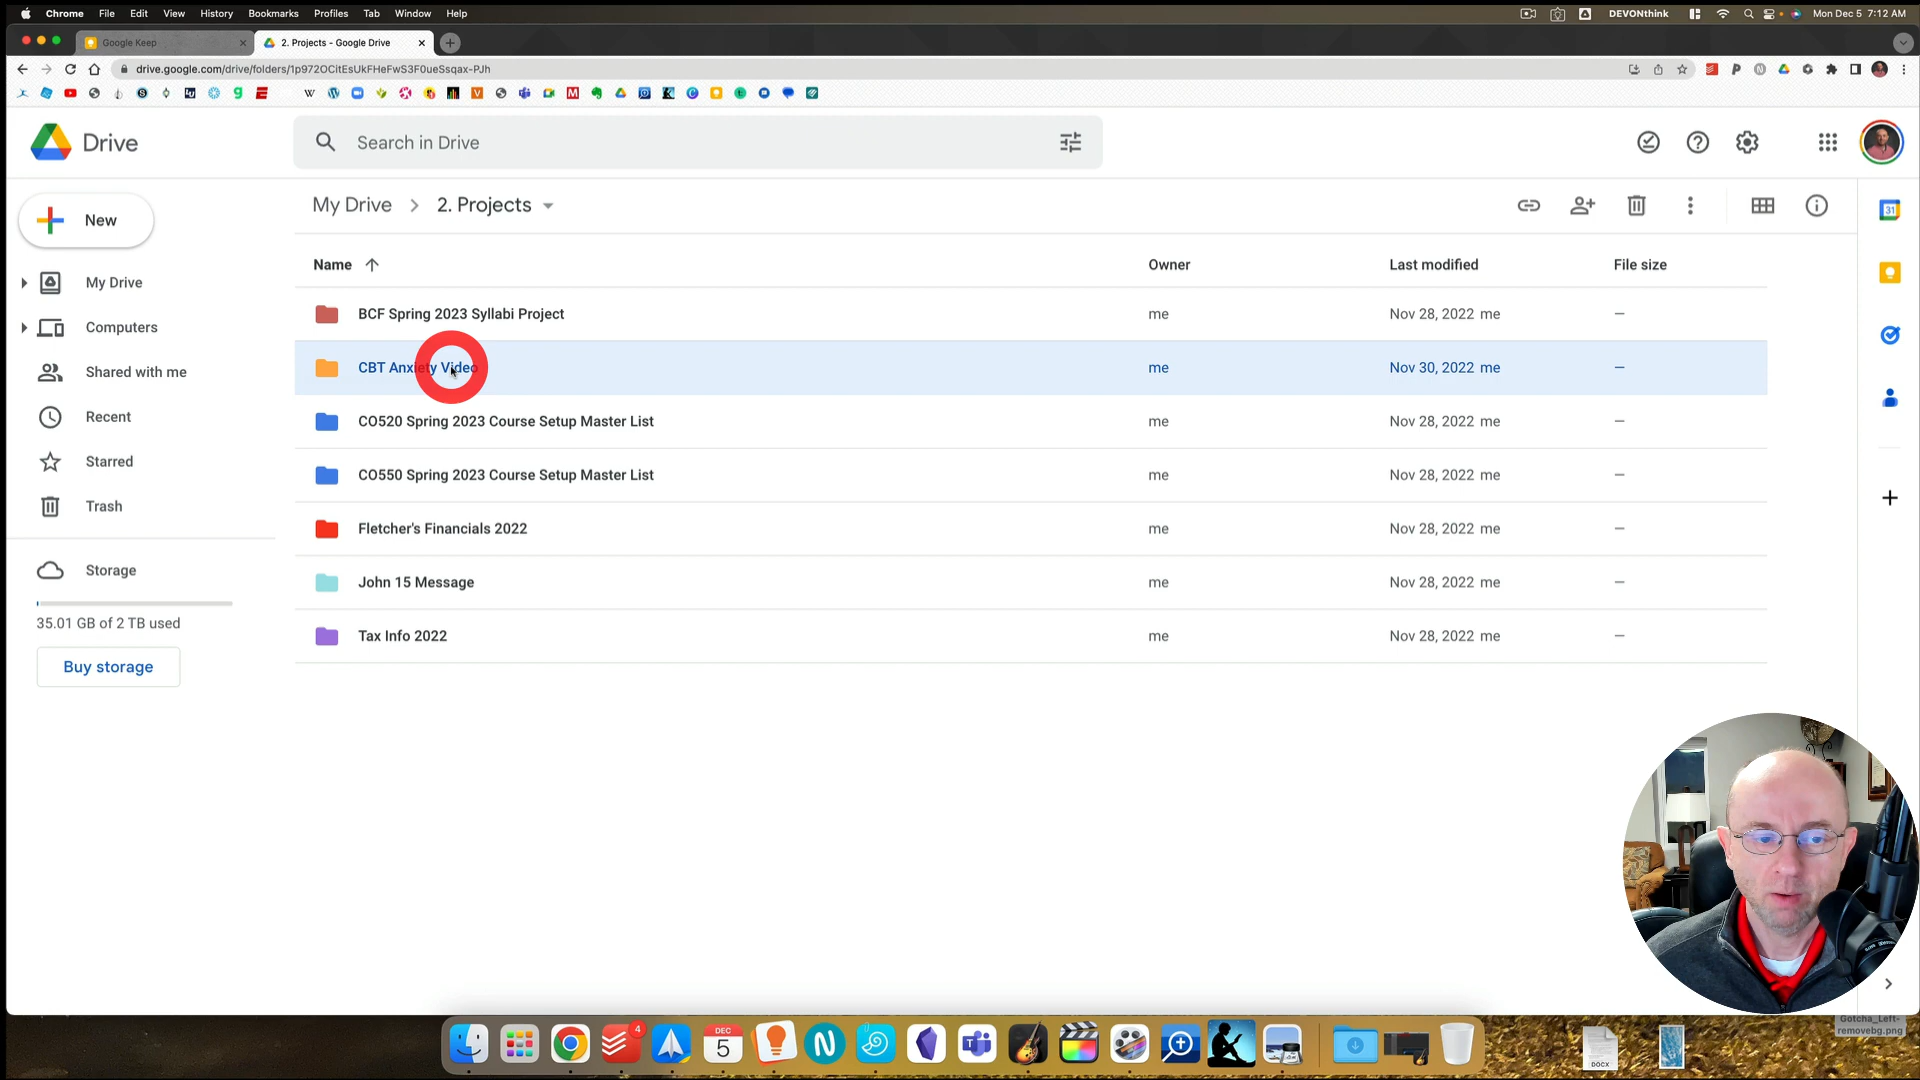 Chrome File Edit View History Bookmarks Profiles Tab Window Help DEVONthink Mon Dec 5 7:12 AM
Google Keep 2. Projects - Google Drive
drive.google.com/drive/folders/1p972OCitEsUkFHeFwS3F0ueSsqax-PJh
Drive
Search in Drive
New
My Drive
Computers
Shared with me
Recent
Starred
Trash
Storage
35.01 GB of 2 TB used
Buy storage
My Drive 2. Projects
Name Owner Last modified File size
BCF Spring 2023 Syllabi Project me Nov 28, 2022 me –
CBT Anxiety Video me Nov 30, 2022 me –
CO520 Spring 2023 Course Setup Master List me Nov 28, 2022 me –
CO550 Spring 2023 Course Setup Master List me Nov 28, 2022 me –
Fletcher's Financials 2022 me Nov 28, 2022 me –
John 15 Message me Nov 28, 2022 me –
Tax Info 2022 me Nov 28, 2022 me –
31
4
DEC
5
DOCX
Gotcha_Left-
removebg.png